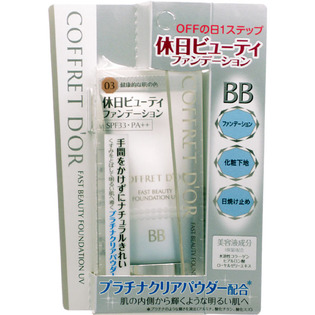 COFFRET D'OR
FAST BEAUTY FOUNDATION UV
OFFの日1ステップ
休日ビューティ
ファンデーション
BB
ファンデーション
化粧下地
日焼け止め
美容液成分
03 健康的な肌の色
休日ビューティ
ファンデーション
SPF33・PA++
手間をかけずにナチュラルきれい
プラチナクリアパウダー
COFFRET D'OR
FAST BEAUTY
FOUNDATION UV
BB
プラチナクリアパウダー配合
肌の内側から輝くような明るい肌へ